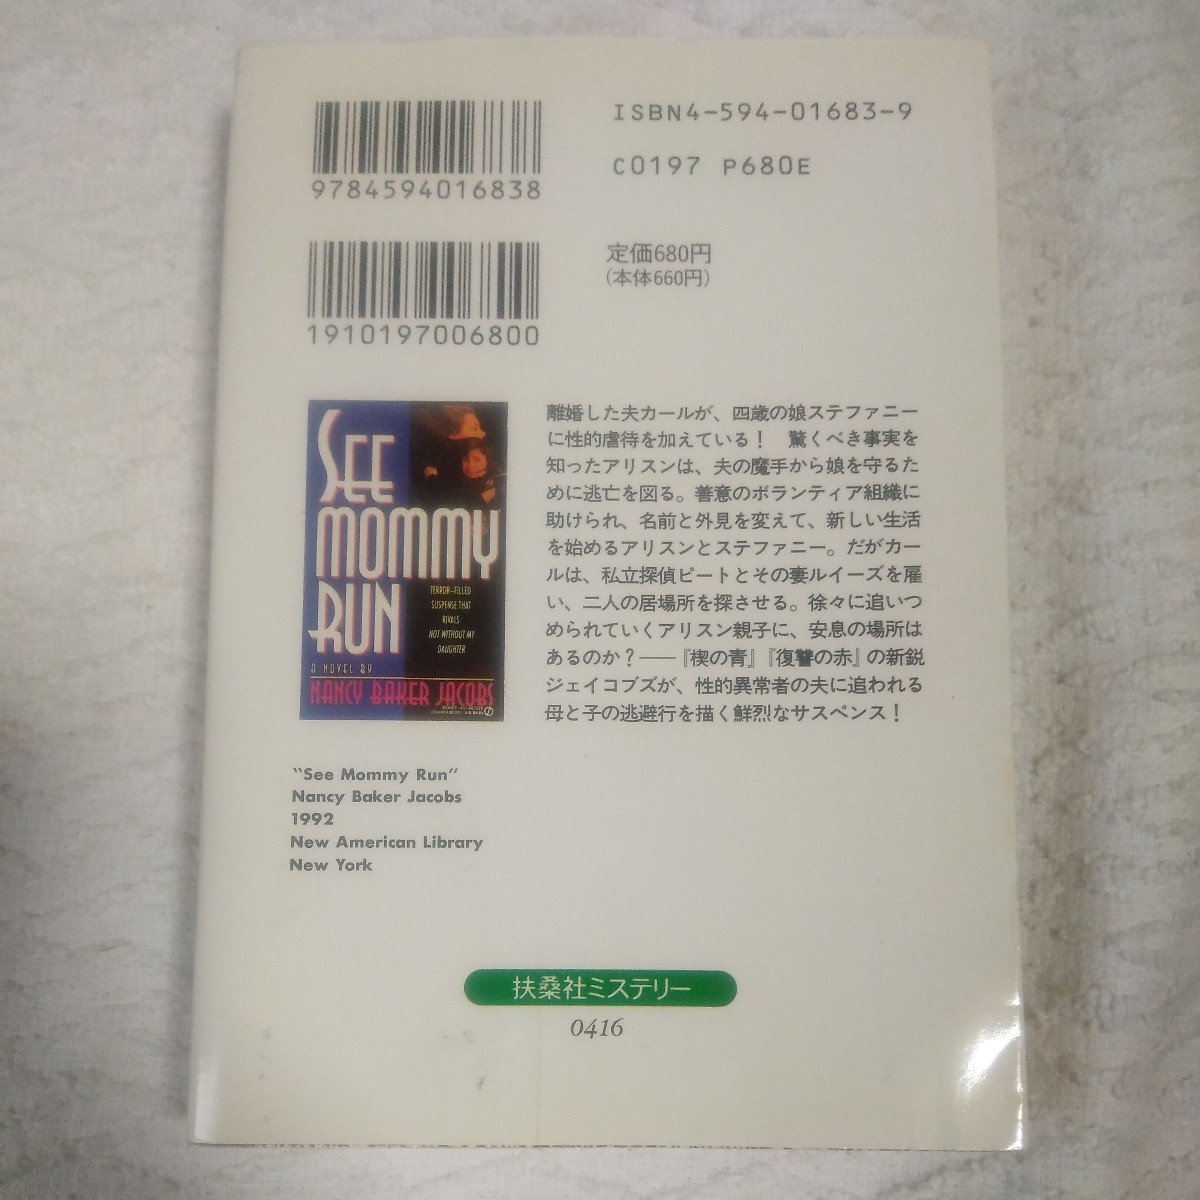 9784594016838
ISBN4-594-01683-9
C0197 P680E
1910197006800
定価680円
(本体660円)
SEE
MOMMY
RUN
TERROR-FILLED
SUSPENSE THAT
RIVALS
NOT WITHOUT MY
DAUGHTER
A NOVEL BY
NANCY BAKER JACOBS
離婚した夫カールが、四歳の娘ステファニー
に性的虐待を加えている！ 驚くべき事実を
知ったアリスンは、夫の魔手から娘を守るた
めに逃亡を図る。善意のボランティア組織に
助けられ、名前と外見を変えて、新しい生活
を始めるアリスンとステファニー。だがカー
ルは、私立探偵ピートとその妻ルイーズを雇
い、二人の居場所を探させる。徐々に追いつ
められていくアリスン親子に、安息の場所は
あるのか？──『楔の青』『復讐の赤』の新鋭
ジェイコブズが、性的異常者の夫に追われる
母と子の逃避行を描く鮮烈なサスペンス！
"See Mommy Run"
Nancy Baker Jacobs
1992
New American Library
New York
扶桑社ミステリー
0416